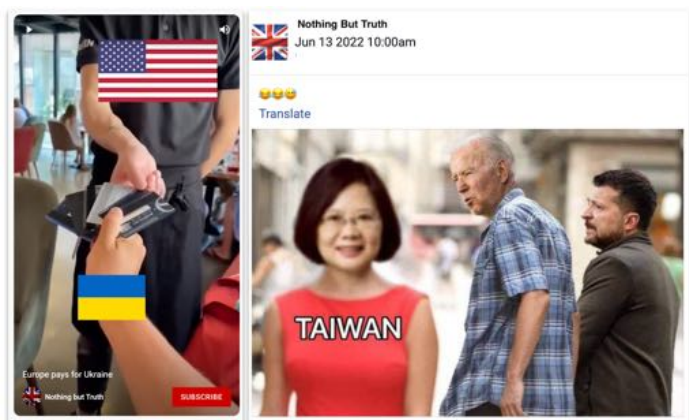 Europe pays for Ukraine
Nothing but Truth
SUBSCRIBE
Nothing But Truth
Jun 13 2022 10:00am
Translate
TAIWAN